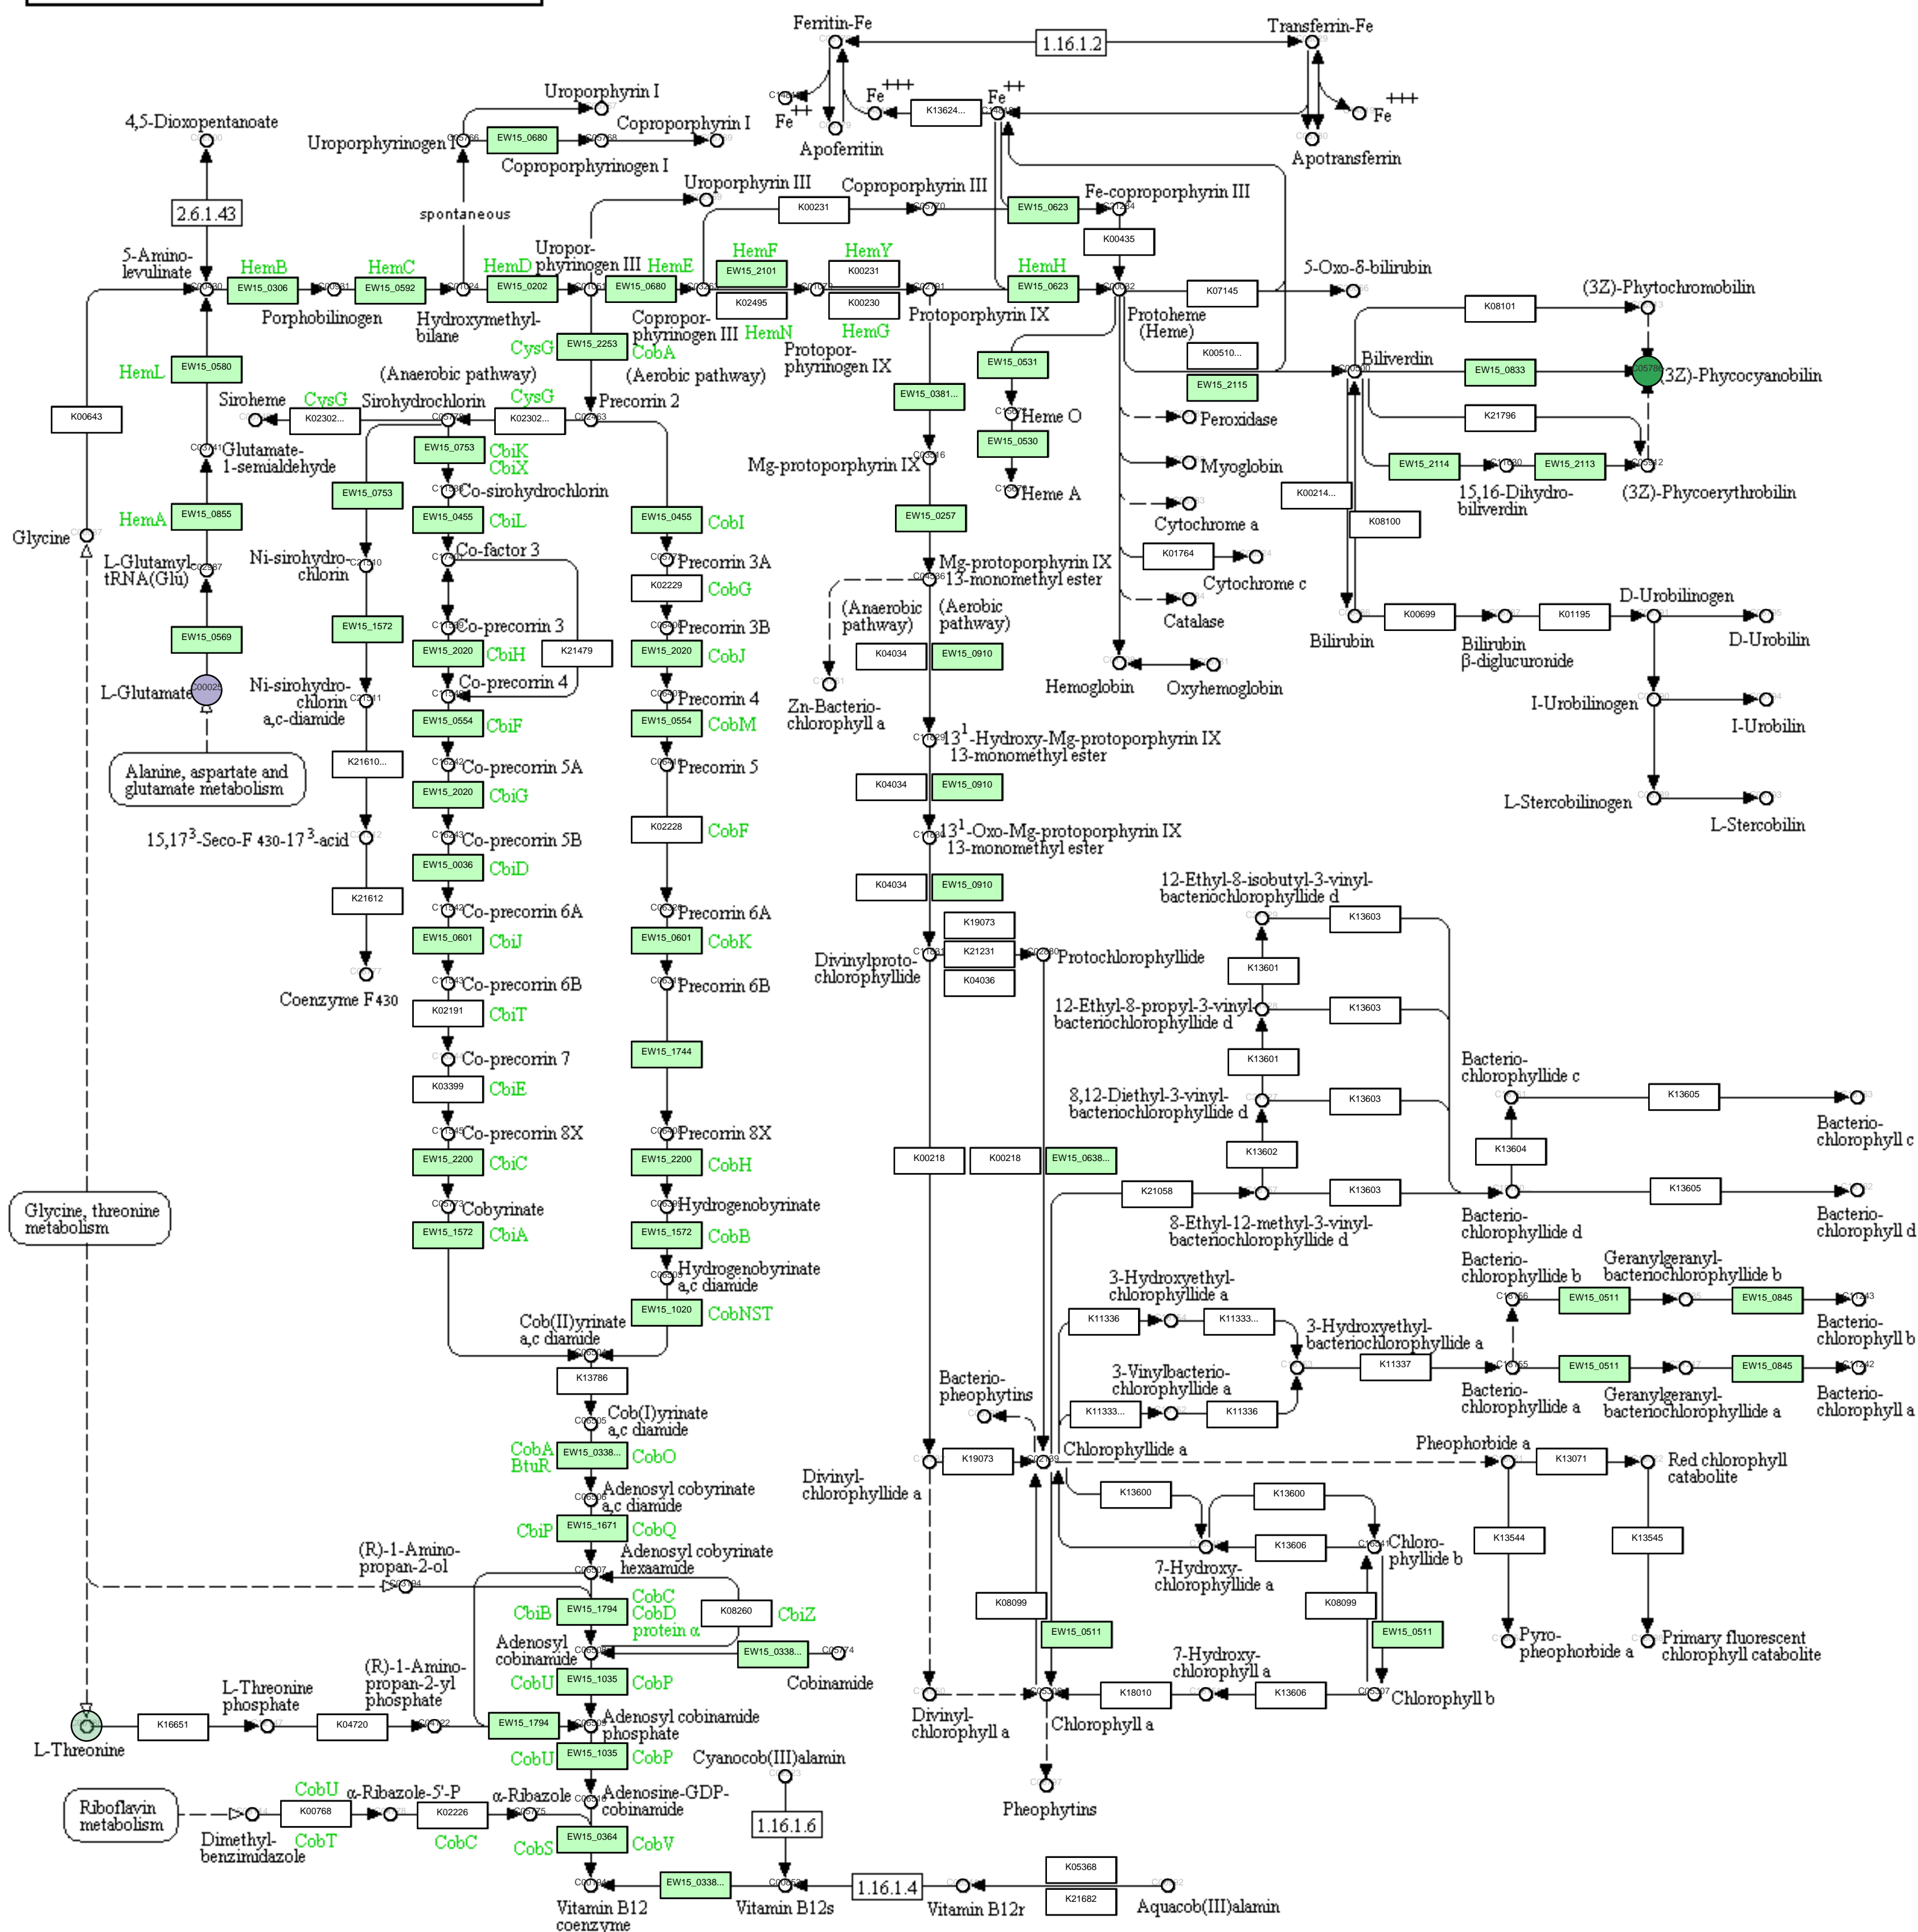 Ferritin-Fe
1.16.1.2
Transferrin-Fe
Fe
++
Fe
+++
K13624...
Fe
++
Fe
+++
Apoferritin
Apotransferrin
4,5-Dioxopentanoate
2.6.1.43
Uroporphyrin I
Uroporphyrinogen I
EW15_0680
Coproporphyrin I
Coproporphyrinogen I
spontaneous
Uroporphyrin III
Coproporphyrin III
K00231
EW15_0623
Fe-coproporphyrin III
K00435
5-Amino-
levulinate
HemB
EW15_0306
Porphobilinogen
HemC
EW15_0592
Hydroxymethyl-
bilane
HemD
EW15_0202
Uropor-
phyrinogen III
HemE
EW15_0680
Copropor-
phyrinogen III
HemF
EW15_2101
K02495
HemN
HemY
K00231
K00230
HemG
Protopor-
phyrinogen IX
Protoporphyrin IX
HemH
EW15_0623
Protoheme
(Heme)
K07145
5-Oxo-δ-bilirubin
K00510...
EW15_2115
Biliverdin
K08101
(3Z)-Phytochromobilin
EW15_0833
(3Z)-Phycocyanobilin
K21796
EW15_2114
15,16-Dihydro-
biliverdin
EW15_2113
(3Z)-Phycoerythrobilin
K00214...
K08100
Bilirubin
K00699
Bilirubin
β-diglucuronide
K01195
D-Urobilinogen
D-Urobilin
I-Urobilinogen
I-Urobilin
L-Stercobilinogen
L-Stercobilin
CysG
EW15_2253
CobA
(Anaerobic pathway)
(Aerobic pathway)
Siroheme
CysG
K02302...
Sirohydrochlorin
CysG
K02302...
Precorrin 2
HemL
EW15_0580
K00643
Glutamate-
1-semialdehyde
HemA
EW15_0855
Glycine
L-Glutamyl-
tRNA(Glu)
EW15_0569
L-Glutamate
C00025
Alanine, aspartate and
glutamate metabolism
EW15_0753
Ni-sirohydro-
chlorin
EW15_1572
Ni-sirohydro-
chlorin
a,c-diamide
K21610...
15,17³-Seco-F 430-17³-acid
K21612
Coenzyme F430
EW15_0753
CbiK
CbiX
Co-sirohydrochlorin
EW15_0455
CbiL
Co-factor 3
Co-precorrin 3
EW15_2020
CbiH
K21479
Co-precorrin 4
EW15_0554
CbiF
Co-precorrin 5A
EW15_2020
CbiG
Co-precorrin 5B
EW15_0036
CbiD
Co-precorrin 6A
EW15_0601
CbiJ
Co-precorrin 6B
K02191
CbiT
Co-precorrin 7
K03399
CbiE
Co-precorrin 8X
EW15_2200
CbiC
Cobyrinate
EW15_1572
CbiA
EW15_0455
CobI
Precorrin 3A
K02229
CobG
Precorrin 3B
EW15_2020
CobJ
Precorrin 4
EW15_0554
CobM
Precorrin 5
K02228
CobF
Precorrin 6A
EW15_0601
CobK
Precorrin 6B
EW15_1744
Precorrin 8X
EW15_2200
CobH
Hydrogenobyrinate
EW15_1572
CobB
Hydrogenobyrinate
a,c diamide
EW15_1020
CobNST
Cob(II)yrinate
a,c diamide
K13786
Cob(I)yrinate
a,c diamide
CobA
BtuR
EW15_0338...
CobO
Adenosyl cobyrinate
a,c diamide
CbiP
EW15_1671
CobQ
Adenosyl cobyrinate
hexaamide
(R)-1-Amino-
propan-2-ol
CbiB
EW15_1794
CobC
CobD
protein α
K08260
CbiZ
Adenosyl
cobinamide
EW15_0338...
Cobinamide
CobU
EW15_1035
CobP
Glycine, threonine
metabolism
L-Threonine
K16651
L-Threonine
phosphate
K04720
(R)-1-Amino-
propan-2-yl
phosphate
EW15_1794
Adenosyl cobinamide
phosphate
CobU
EW15_1035
CobP
Adenosine-GDP-
cobinamide
Riboflavin
metabolism
Dimethyl-
benzimidazole
CobU
K00768
CobT
α-Ribazole-5'-P
K02226
CobC
α-Ribazole
CobS
EW15_0364
CobV
Vitamin B12
coenzyme
EW15_0338...
Cyanocob(III)alamin
1.16.1.6
Vitamin B12s
1.16.1.4
Vitamin B12r
K05368
K21682
Aquacob(III)alamin
EW15_0531
Heme O
EW15_0530
Heme A
Peroxidase
Myoglobin
Cytochrome a
K01764
Cytochrome c
Catalase
Hemoglobin
Oxyhemoglobin
EW15_0381...
Mg-protoporphyrin IX
EW15_0257
Mg-protoporphyrin IX
13-monomethyl ester
(Anaerobic
pathway)
(Aerobic
pathway)
K04034
EW15_0910
Zn-Bacterio-
chlorophyll a
13¹-Hydroxy-Mg-protoporphyrin IX
13-monomethyl ester
K04034
EW15_0910
13¹-Oxo-Mg-protoporphyrin IX
13-monomethyl ester
K04034
EW15_0910
Divinylproto-
chlorophyllide
K19073
K21231
K04036
Protochlorophyllide
K00218
K00218
EW15_0638...
12-Ethyl-8-isobutyl-3-vinyl-
bacteriochlorophyllide d
K13603
K13601
12-Ethyl-8-propyl-3-vinyl-
bacteriochlorophyllide d
K13603
K13601
8,12-Diethyl-3-vinyl-
bacteriochlorophyllide d
K13603
K13602
K21058
8-Ethyl-12-methyl-3-vinyl-
bacteriochlorophyllide d
K13603
Bacterio-
chlorophyllide c
K13605
Bacterio-
chlorophyll c
K13604
Bacterio-
chlorophyllide d
K13605
Bacterio-
chlorophyll d
Bacterio-
chlorophyllide b
EW15_0511
Geranylgeranyl-
bacteriochlorophyllide b
EW15_0845
Bacterio-
chlorophyll b
3-Hydroxyethyl-
chlorophyllide a
K11336
K11333...
3-Hydroxyethyl-
bacteriochlorophyllide a
K11337
Bacterio-
chlorophyllide a
EW15_0511
Geranylgeranyl-
bacteriochlorophyllide a
EW15_0845
Bacterio-
chlorophyll a
3-Vinylbacterio-
chlorophyllide a
K11333...
K11336
Bacterio-
pheophytins
Divinyl-
chlorophyllide a
K19073
Chlorophyllide a
Pheophorbide a
K13071
Red chlorophyll
catabolite
K13544
K13545
Pyro-
pheophorbide a
Primary fluorescent
chlorophyll catabolite
K13600
K13600
K13606
7-Hydroxy-
chlorophyllide a
Chloro-
phyllide b
K08099
EW15_0511
K08099
EW15_0511
Divinyl-
chlorophyll a
Chlorophyll a
K18010
7-Hydroxy-
chlorophyll a
K13606
Chlorophyll b
Pheophytins